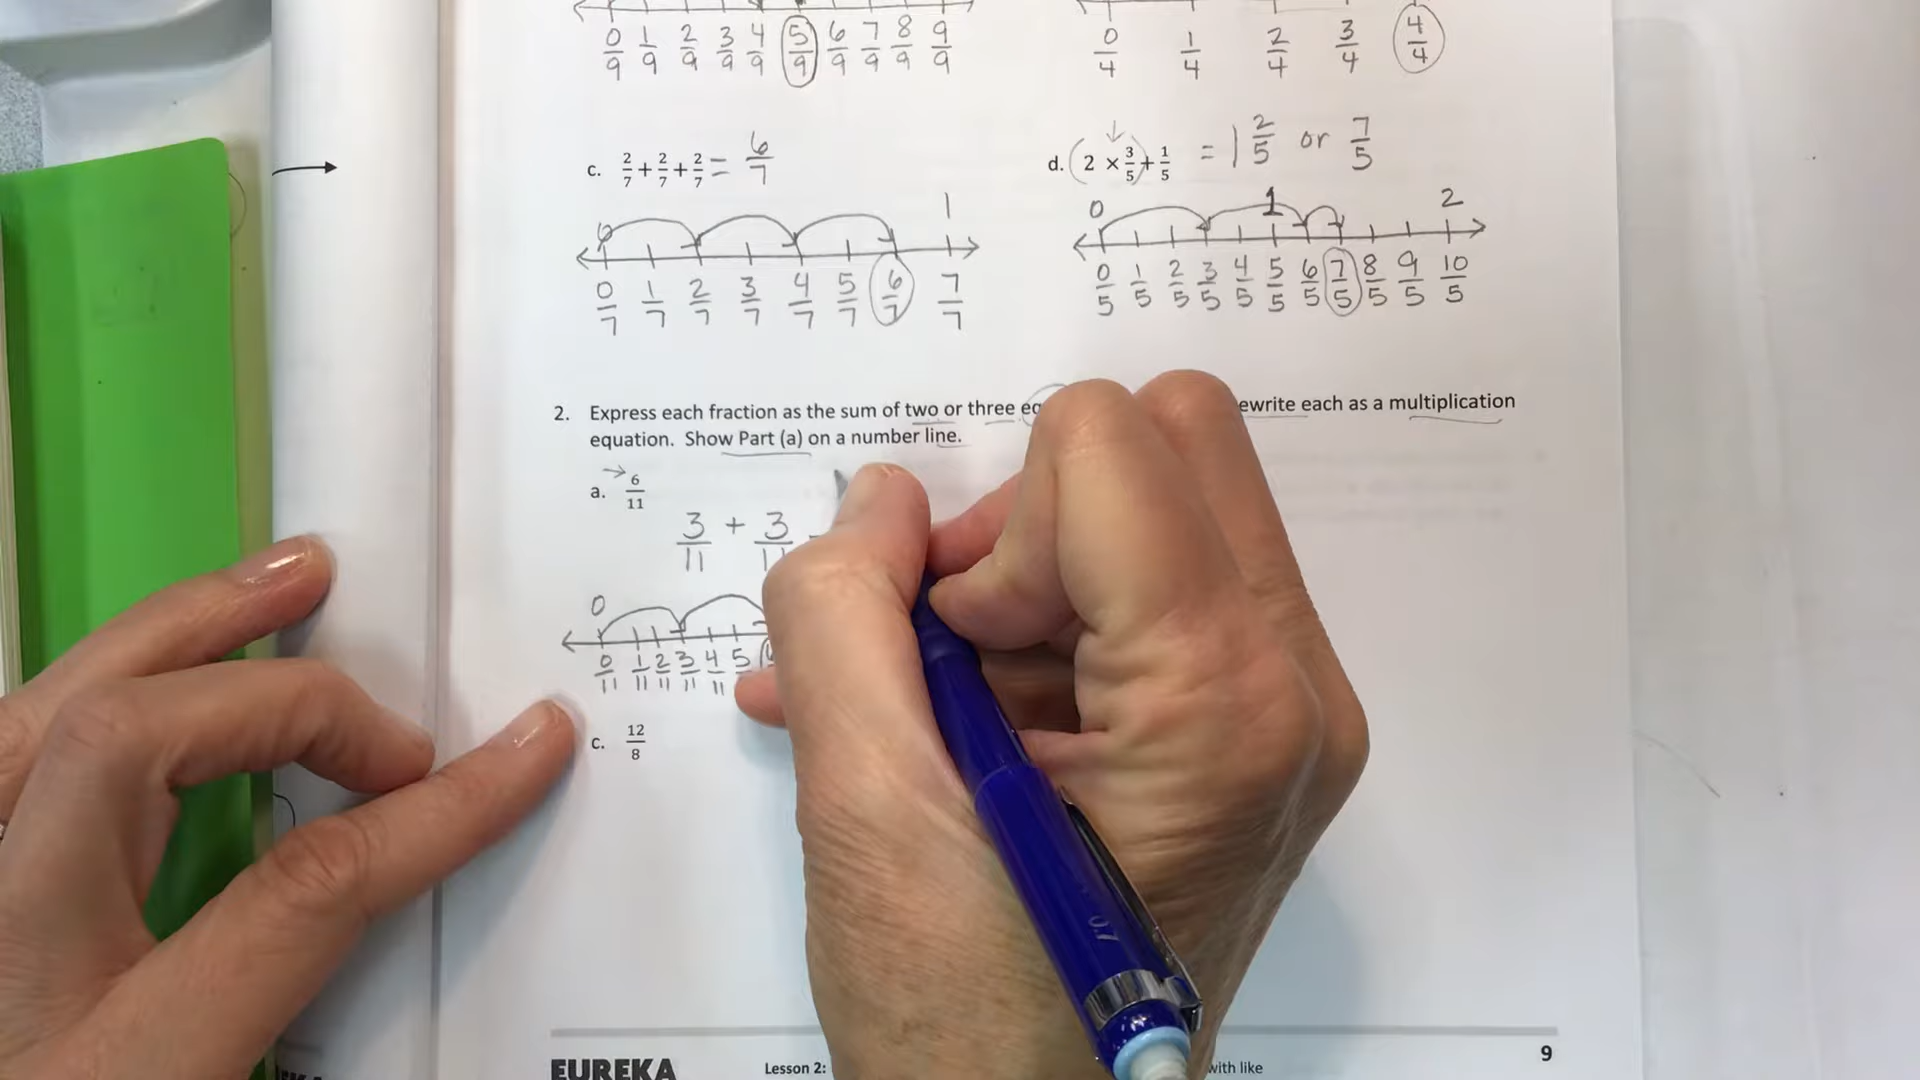 0/9 1/9 2/9 3/9 4/9 5/9 6/9 7/9 8/9 9/9
0/4 1/4 2/4 3/4 4/4
c. 2/7 + 2/7 + 2/7 = 6/7
0 1
0/7 1/7 2/7 3/7 4/7 5/7 6/7 7/7
d. (2 × 3/5) + 1/5 = 1 2/5 or 7/5
0 1 2
0/5 1/5 2/5 3/5 4/5 5/5 6/5 7/5 8/5 9/5 10/5
2. Express each fraction as the sum of two or three each as a multiplication
equation. Show Part (a) on a number line.
a. 6/11
3/11 + 3/11
0
0/11 1/11 2/11 3/11 4/11 5
c. 12/8
EUREKA Lesson 2: with like
9
0.7